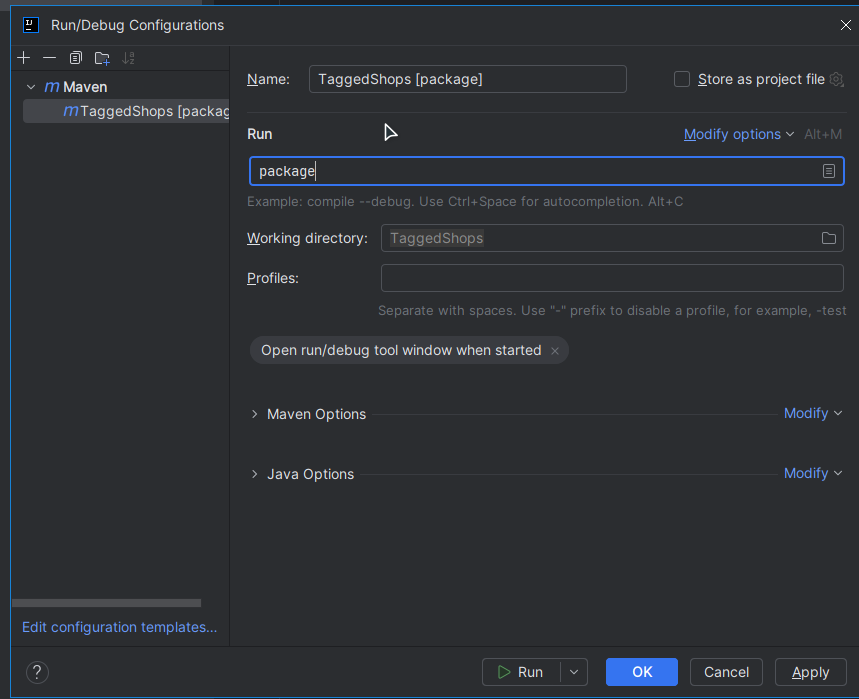 IJ
Run/Debug Configurations
m Maven
m TaggedShops [packag
Name:
TaggedShops [package]
Store as project file
Run
Modify options
Alt+M
package
Example: compile --debug. Use Ctrl+Space for autocompletion. Alt+C
Working directory:
TaggedShops
Profiles:
Separate with spaces. Use "-" prefix to disable a profile, for example, -test
Open run/debug tool window when started
Maven Options
Modify
Java Options
Modify
Edit configuration templates...
?
Run
OK
Cancel
Apply